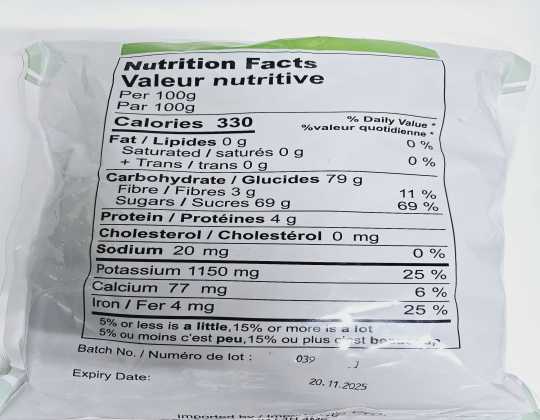 Nutrition Facts
Valeur nutritive
Per 100g
Par 100g
Calories 330
% Daily Value *
%valeur quotidienne *
Fat / Lipides 0 g 0 %
Saturated / saturés 0 g
+ Trans / trans 0 g 0 %
Carbohydrate / Glucides 79 g
Fibre / Fibres 3 g 11 %
Sugars / Sucres 69 g 69 %
Protein / Protéines 4 g
Cholesterol / Cholestérol 0 mg
Sodium 20 mg 0 %
Potassium 1150 mg 25 %
Calcium 77 mg 6 %
Iron / Fer 4 mg 25 %
5% or less is a little,15% or more is a lot
5% ou moins c'est peu,15% ou plus c'est
Batch No. / Numéro de lot : 039
Expiry Date: 20.11.2025
Imported by /